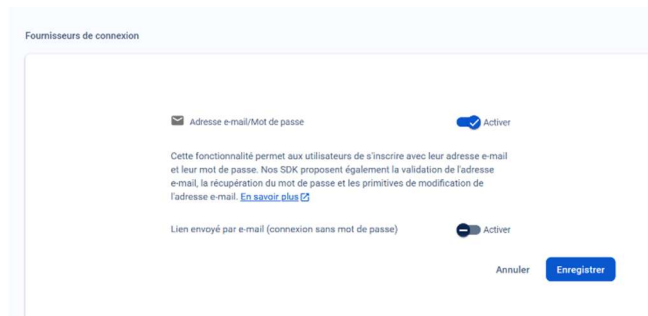 Fournisseurs de connexion
Adresse e-mail/Mot de passe
Activer
Cette fonctionnalité permet aux utilisateurs de s'inscrire avec leur adresse e-mail
et leur mot de passe. Nos SDK proposent également la validation de l'adresse
e-mail, la récupération du mot de passe et les primitives de modification de
l'adresse e-mail. En savoir plus
Lien envoyé par e-mail (connexion sans mot de passe)
Activer
Annuler
Enregistrer